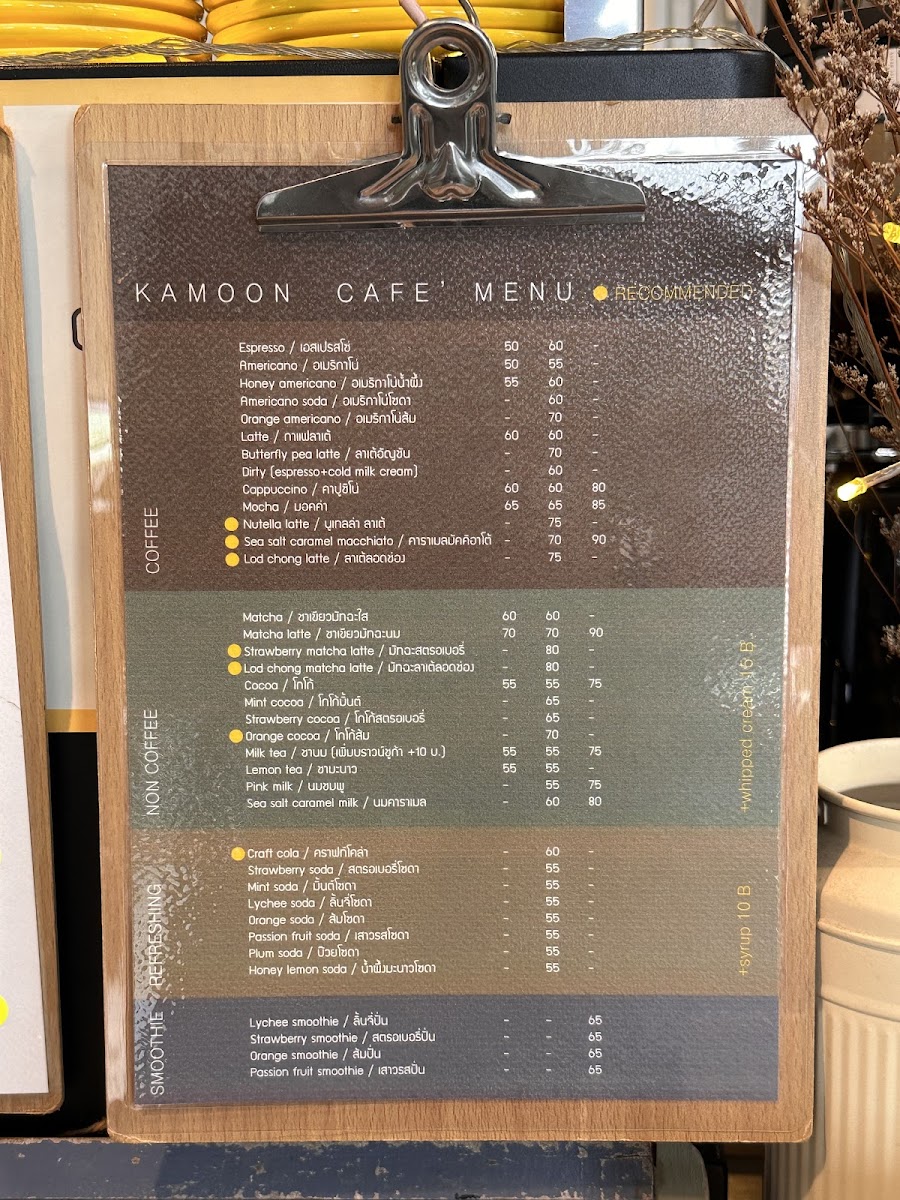 KAMOON CAFE' MENU RECOMMENDED
COFFEE
Espresso / เอสเปรสโซ่ 50 60 -
Americano / อเมริกาโน่ 50 55 -
Honey americano / อเมริกาโน่น้ำผึ้ง 55 60 -
Americano soda / อเมริกาโน่โซดา - 60 -
Orange americano / อเมริกาโน่ส้ม - 70 -
Latte / กาแฟลาเต้ 60 60 -
Butterfly pea latte / ลาเต้อัญชัน - 70 -
Dirty (espresso+cold milk cream) - 60 -
Cappuccino / คาปูชิโน่ 60 60 80
Mocha / มอคค่า 65 65 85
Nutella latte / นูเทลล่า ลาเต้ - 75 -
Sea salt caramel macchiato / คาราเมลมัคคิอาโต้ - 70 90
Lod chong latte / ลาเต้ลอดช่อง - 75 -
NON COFFEE
Matcha / ชาเขียวมัทฉะใส 60 60 -
Matcha latte / ชาเขียวมัทฉะนม 70 70 90
Strawberry matcha latte / มัทฉะสตรอเบอรี่ - 80 -
Lod chong matcha latte / มัทฉะลาเต้ลอดช่อง - 80 -
Cocoa / โกโก้ 55 55 75
Mint cocoa / โกโก้มิ้นต์ - 65 -
Strawberry cocoa / โกโก้สตรอเบอรี่ - 65 -
Orange cocoa / โกโก้ส้ม - 70 -
Milk tea / ชานม (เพิ่มบราวน์ชูก้า +10 บ.) 55 55 75
Lemon tea / ชามะนาว 55 55 -
Pink milk / นมชมพู - 55 75
Sea salt caramel milk / นมคาราเมล - 60 80
+whipped cream 15 B
REFRESHING
Craft cola / คราฟท์โคล่า - 60 -
Strawberry soda / สตรอเบอรี่โซดา - 55 -
Mint soda / มิ้นต์โซดา - 55 -
Lychee soda / ลิ้นจี่โซดา - 55 -
Orange soda / ส้มโซดา - 55 -
Passion fruit soda / เสาวรสโซดา - 55 -
Plum soda / บ๊วยโซดา - 55 -
Honey lemon soda / น้ำผึ้งมะนาวโซดา - 55 -
+syrup 10 B
SMOOTHIE
Lychee smoothie / ลิ้นจี่ปั่น - - 65
Strawberry smoothie / สตรอเบอรี่ปั่น - - 65
Orange smoothie / ส้มปั่น - - 65
Passion fruit smoothie / เสาวรสปั่น - - 65